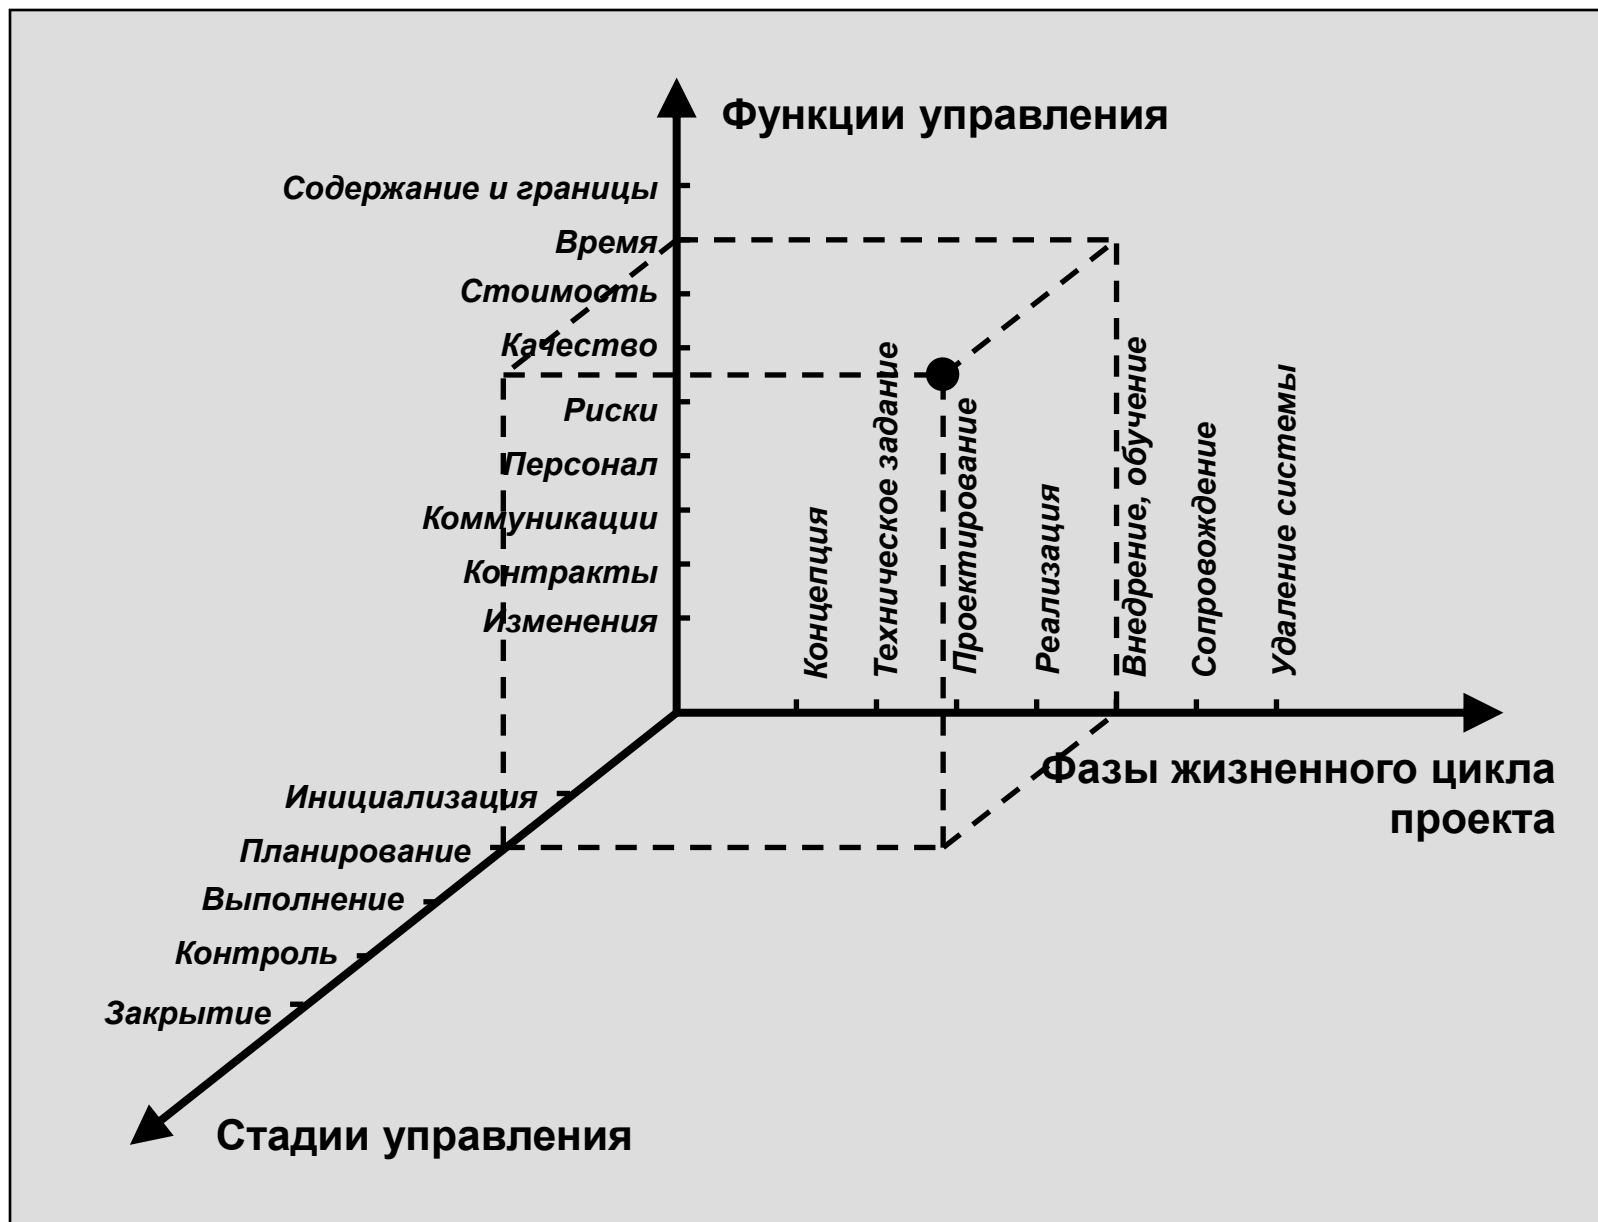 Функции управления
Содержание и границы
Время
Стоимость
Качество
Риски
Персонал
Коммуникации
Контракты
Изменения
Концепция
Техническое задание
Проектирование
Реализация
Внедрение, обучение
Сопровождение
Удаление системы
Фазы жизненного цикла
проекта
Инициализация
Планирование
Выполнение
Контроль
Закрытие
Стадии управления